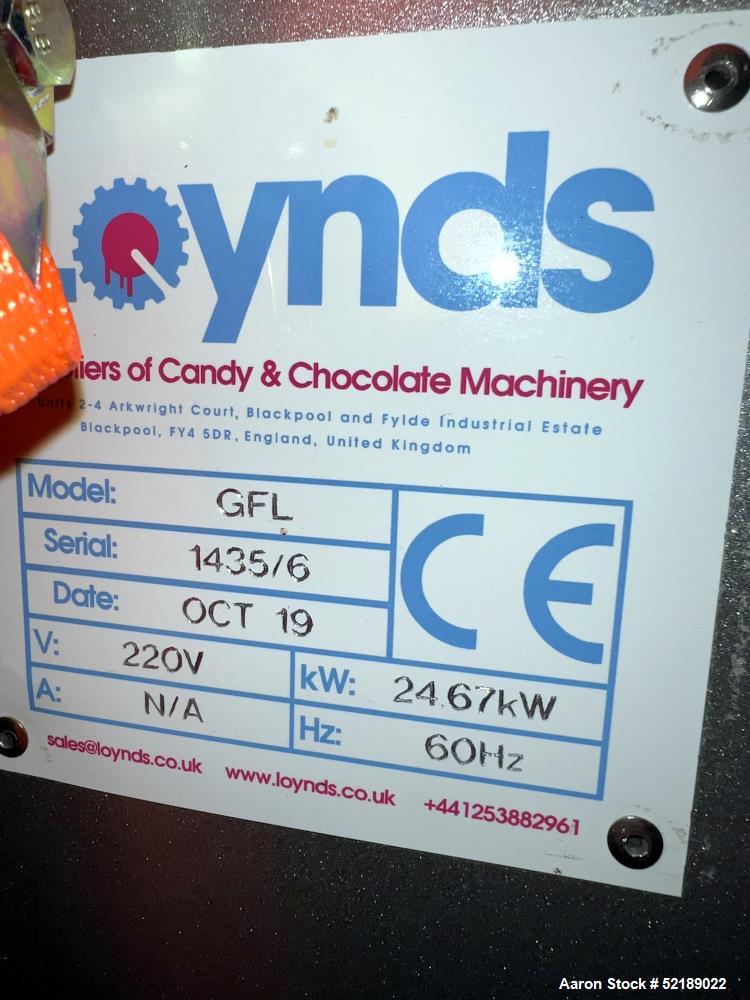 Loynds
of Candy & Chocolate Machinery
Units 2-4 Arkwright Court, Blackpool and Fylde Industrial Estate
Blackpool, FY4 5DR, England, United Kingdom
Model: GFL
Serial: 1435/6
CE
Date: OCT 19
V: 220V
kW: 24.67kW
A: N/A
Hz: 60Hz
sales@loynds.co.uk www.loynds.co.uk +441253882961
Aaron Stock # 52189022